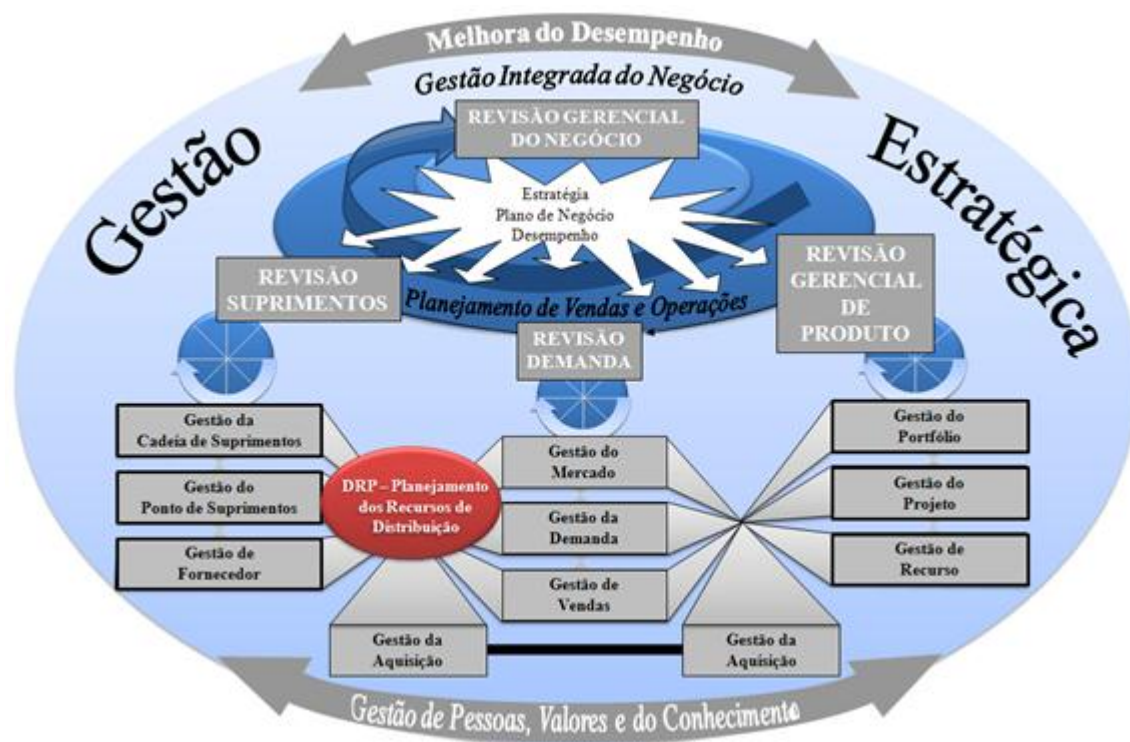 Melhora do Desempenho
Gestão Integrada do Negócio
REVISÃO GERENCIAL
DO NEGÓCIO
Gestão
Estratégica
Estratégia
Plano de Negócio
Desempenho
REVISÃO
SUPRIMENTOS
REVISÃO
GERENCIAL
DE
PRODUTO
Planejamento de Vendas e Operações
REVISÃO
DEMANDA
Gestão da
Cadeia de Suprimentos
Gestão do
Ponto de Suprimentos
Gestão de
Fornecedor
DRP – Planejamento
dos Recursos de
Distribuição
Gestão do
Mercado
Gestão da
Demanda
Gestão de
Vendas
Gestão do
Portfólio
Gestão do
Projeto
Gestão de
Recurso
Gestão da
Aquisição
Gestão da
Aquisição
Gestão de Pessoas, Valores e do Conhecimento